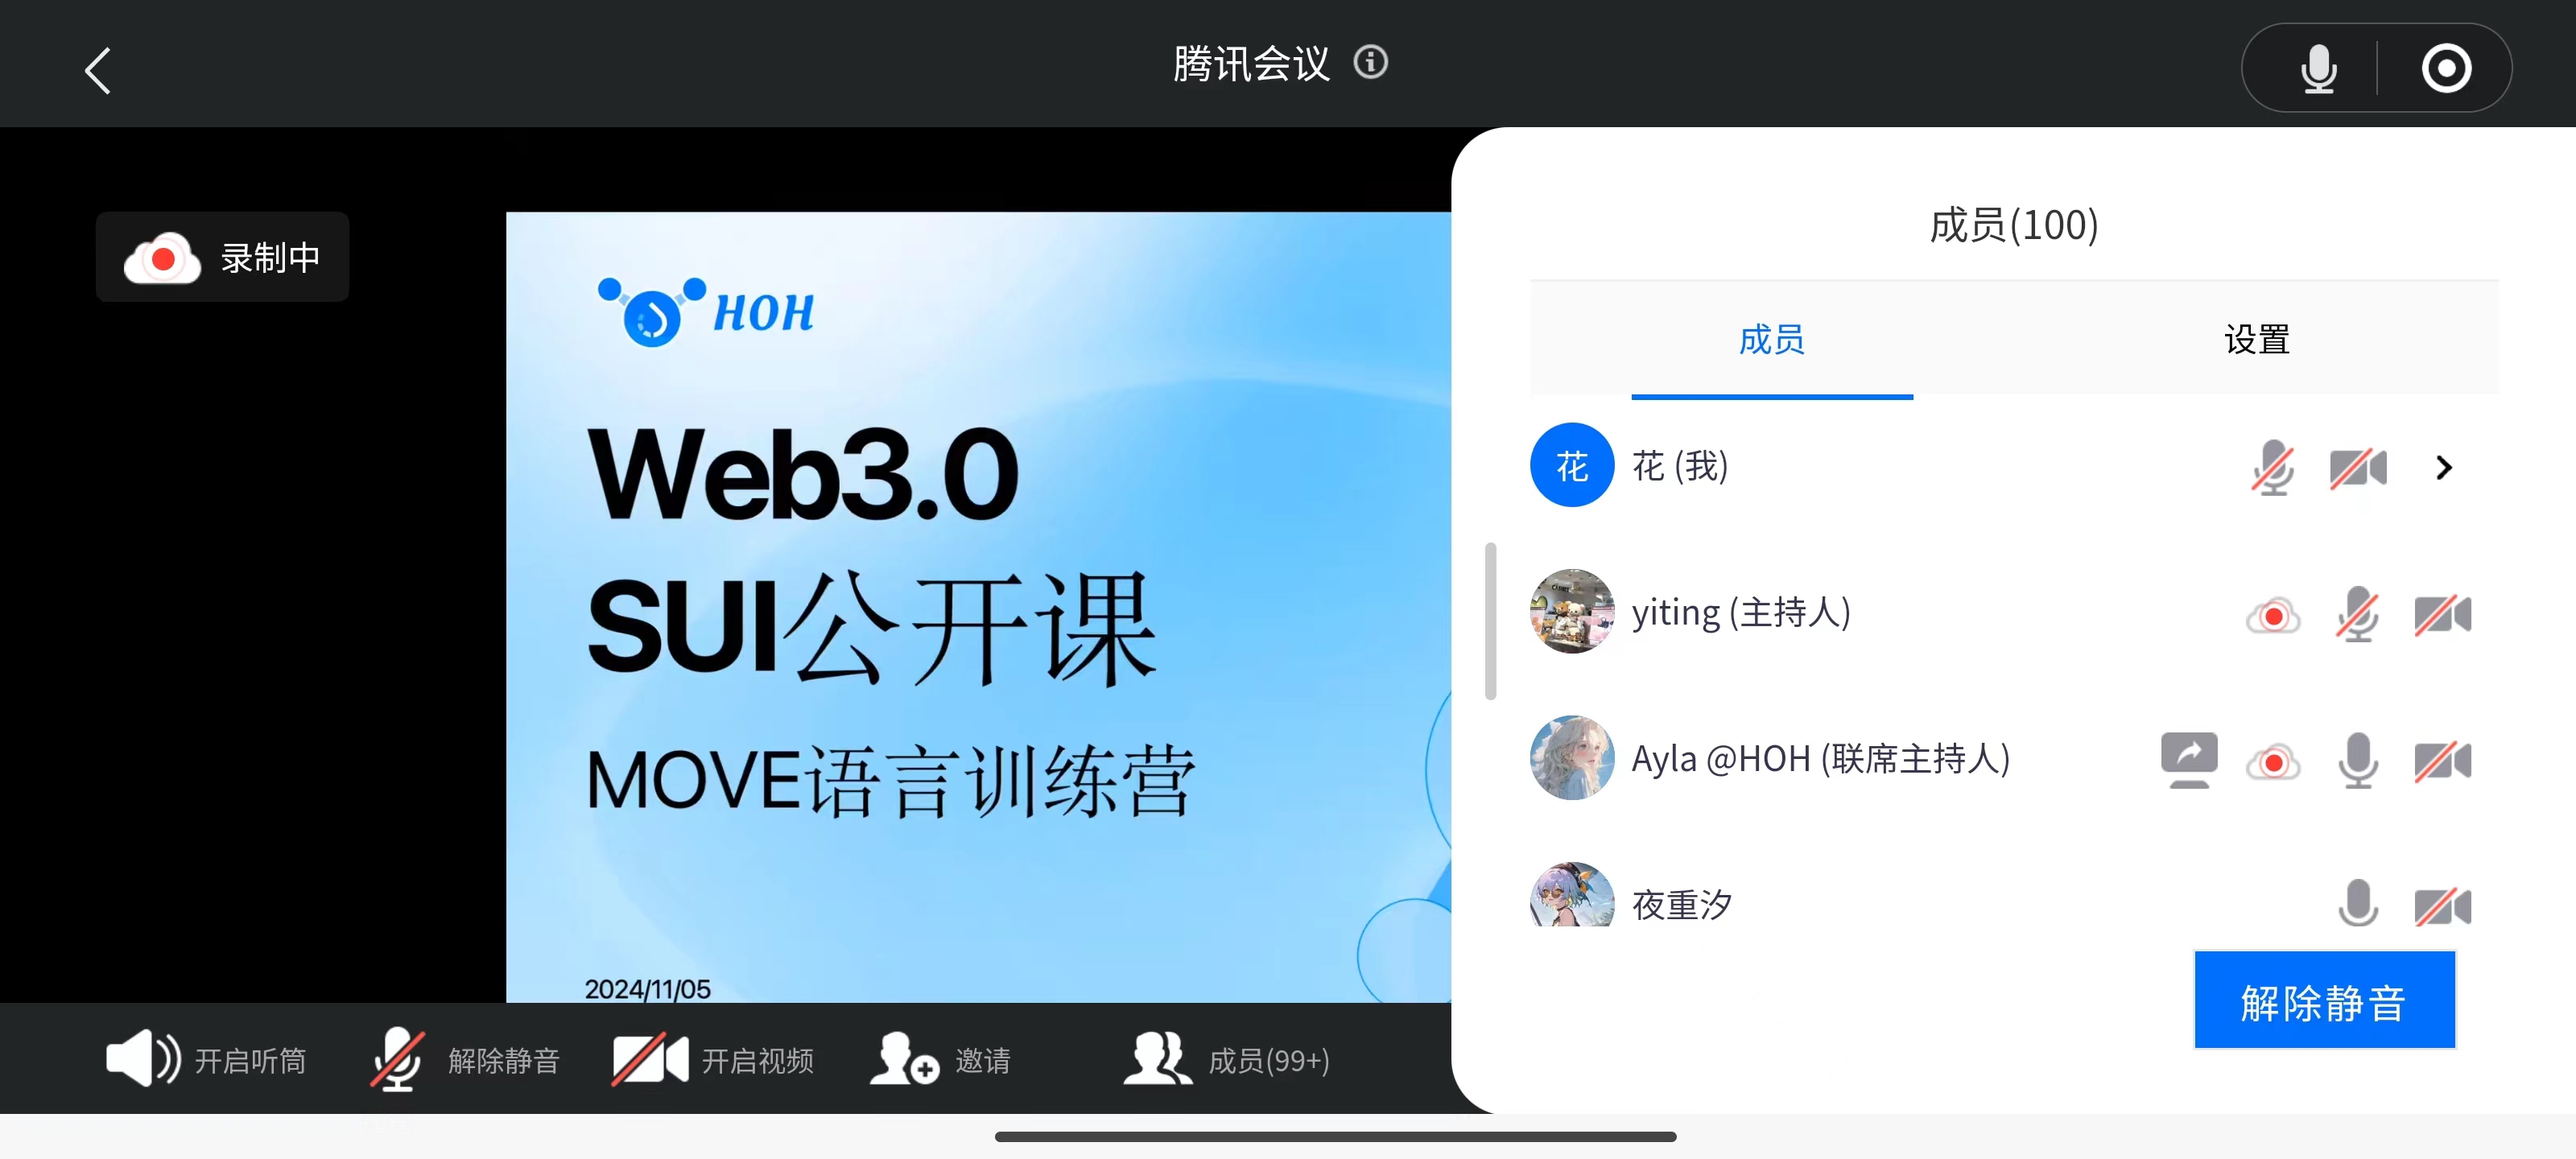 腾讯会议
录制中
HOH
Web3.0
SUI公开课
MOVE语言训练营
2024/11/05
成员(100)
成员
设置
花
花 (我)
yiting (主持人)
Ayla @HOH (联席主持人)
夜重汐
解除静音
开启听筒
解除静音
开启视频
邀请
成员(99+)